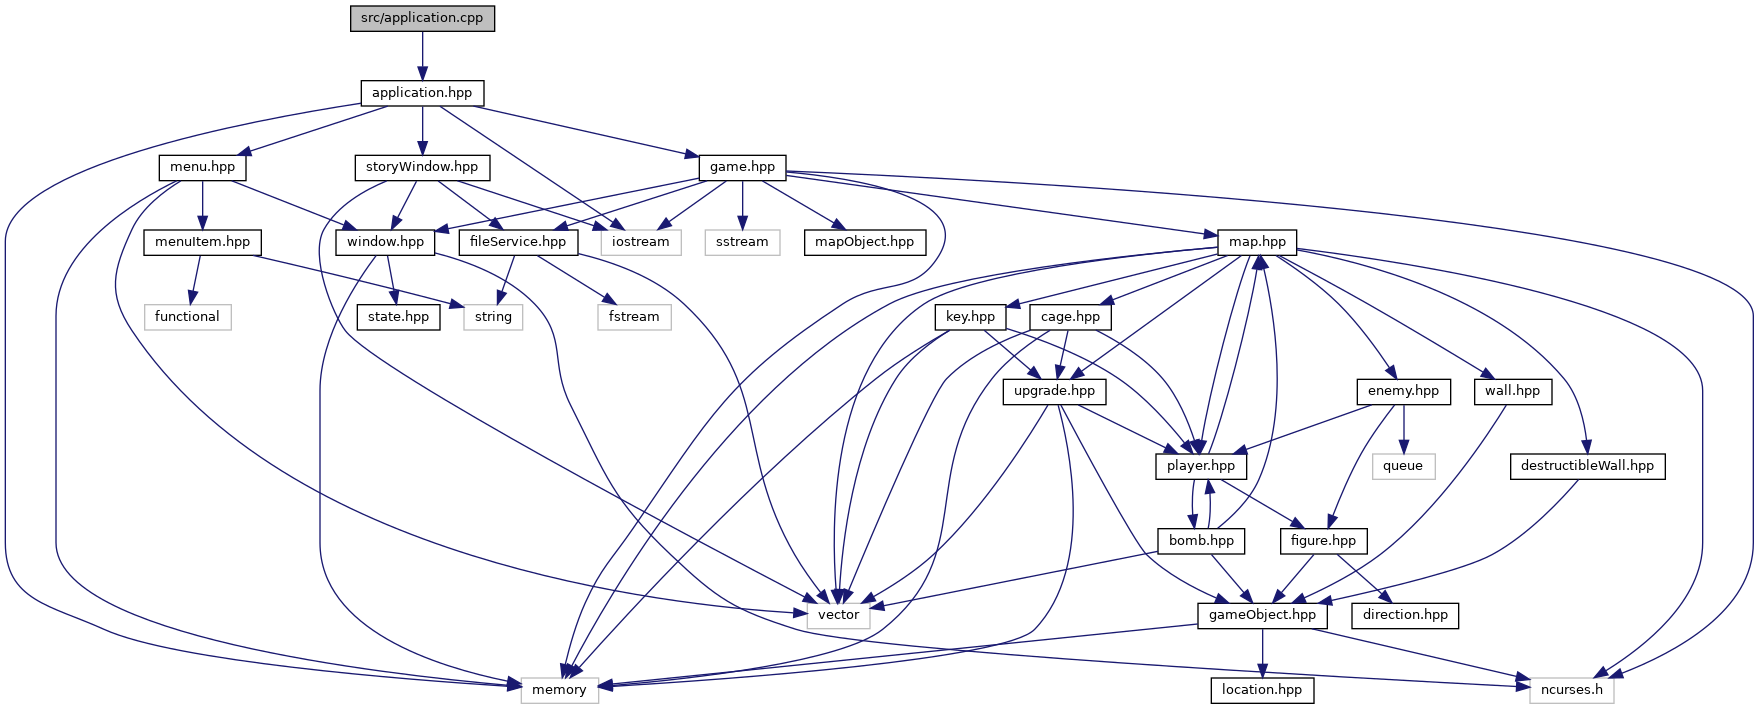 src/application.cpp
application.hpp
menu.hpp
storyWindow.hpp
game.hpp
menuItem.hpp
window.hpp
fileService.hpp
iostream
sstream
mapObject.hpp
map.hpp
functional
state.hpp
string
fstream
key.hpp
cage.hpp
upgrade.hpp
enemy.hpp
wall.hpp
player.hpp
queue
destructibleWall.hpp
bomb.hpp
figure.hpp
vector
gameObject.hpp
direction.hpp
memory
location.hpp
ncurses.h